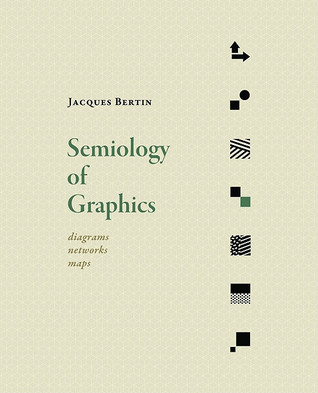 Jacques Bertin
Semiology
of
Graphics
diagrams
networks
maps